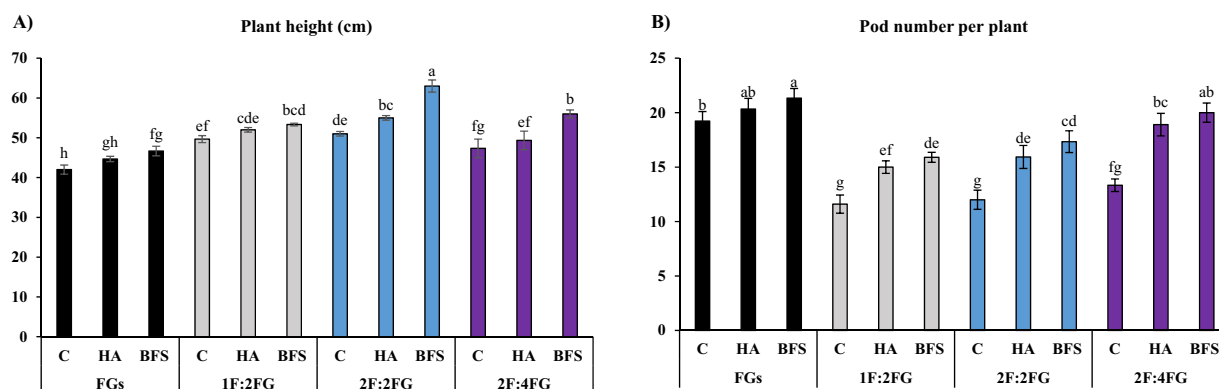 A)
Plant height (cm)
70
60
50
40
30
20
10
0
h gh fg ef cde bcd de bc a fg ef b
C HA BFS C HA BFS C HA BFS C HA BFS
FGs 1F:2FG 2F:2FG 2F:4FG
B)
Pod number per plant
25
20
15
10
5
0
b ab a g ef de g de cd fg bc ab
C HA BFS C HA BFS C HA BFS C HA BFS
FGs 1F:2FG 2F:2FG 2F:4FG